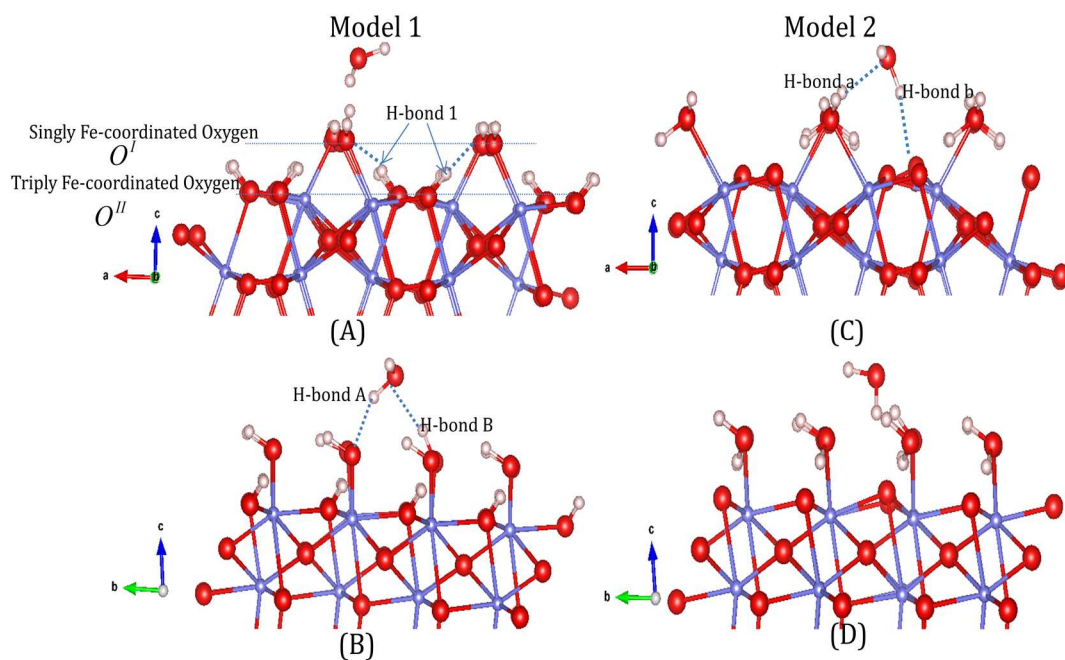 Model 1
Model 2
H-bond a
H-bond b
H-bond 1
Singly Fe-coordinated Oxygen
O^I
Triply Fe-coordinated Oxygen
O^II
c
a
b
c
a
b
(A)
(C)
H-bond A
H-bond B
c
b
c
b
(B)
(D)